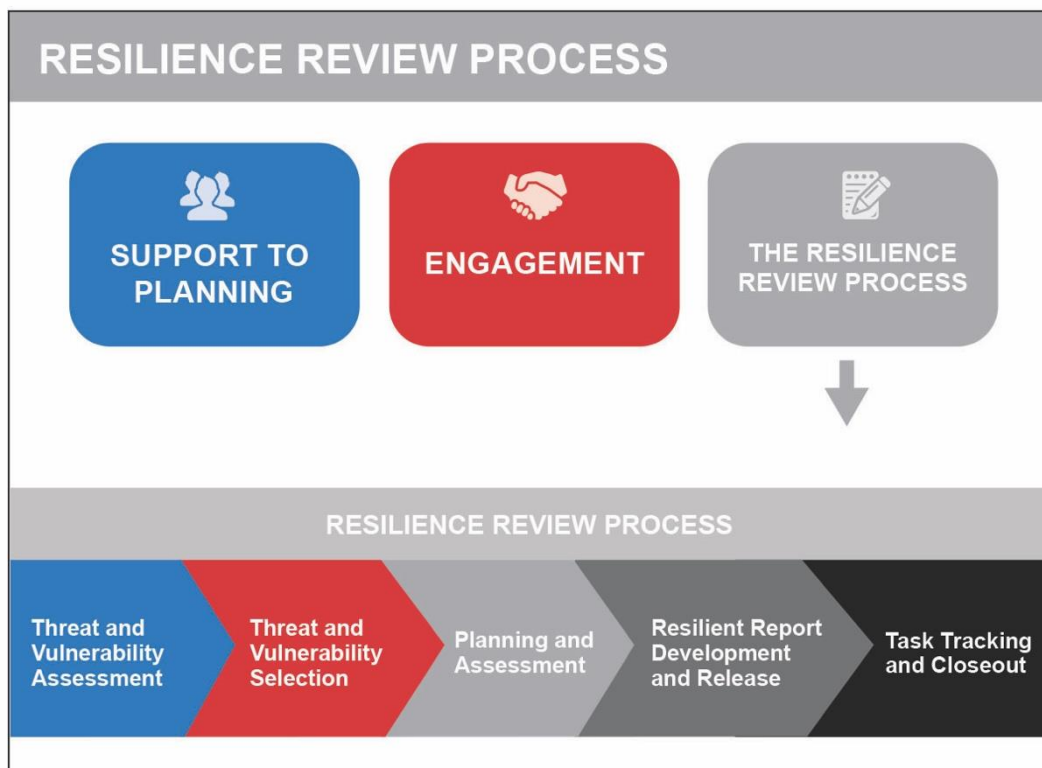 RESILIENCE REVIEW PROCESS
SUPPORT TO
PLANNING
ENGAGEMENT
THE RESILIENCE
REVIEW PROCESS
RESILIENCE REVIEW PROCESS
Threat and
Vulnerability
Assessment
Threat and
Vulnerability
Selection
Planning and
Assessment
Resilient Report
Development
and Release
Task Tracking
and Closeout